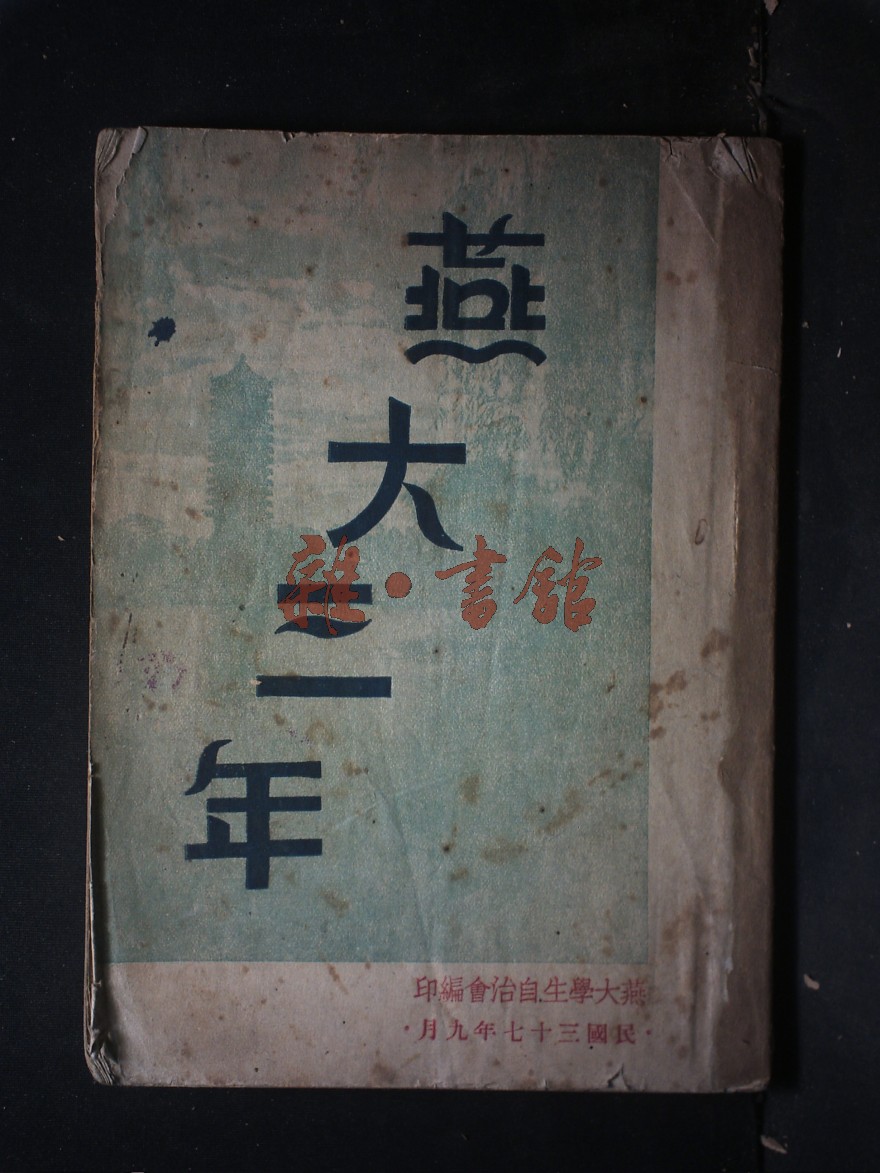 燕大三年
雜·書館
燕大學生自治會編印
·民國三十七年九月·